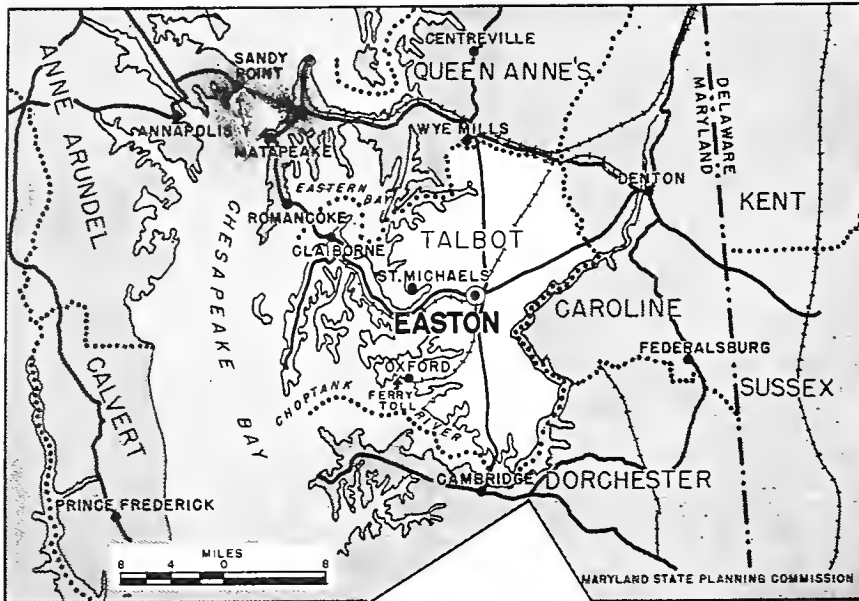 CENTREVILLE
SANDY
POINT
QUEEN ANNE'S
ANNE ARUNDEL
ANNAPOLIS
MATAPEAKE
WYE MILLS
DELAWARE
MARYLAND
DENTON
KENT
EASTERN BAY
ROMANCOKE
CHESAPEAKE BAY
CLAIBORNE
TALBOT
ST. MICHAELS
EASTON
CAROLINE
FEDERALSBURG
OXFORD
SUSSEX
CALVERT
CHOPTANK RIVER
FERRY
TOLL
CAMBRIDGE
DORCHESTER
PRINCE FREDERICK
MILES
8 4 0 8
MARYLAND STATE PLANNING COMMISSION